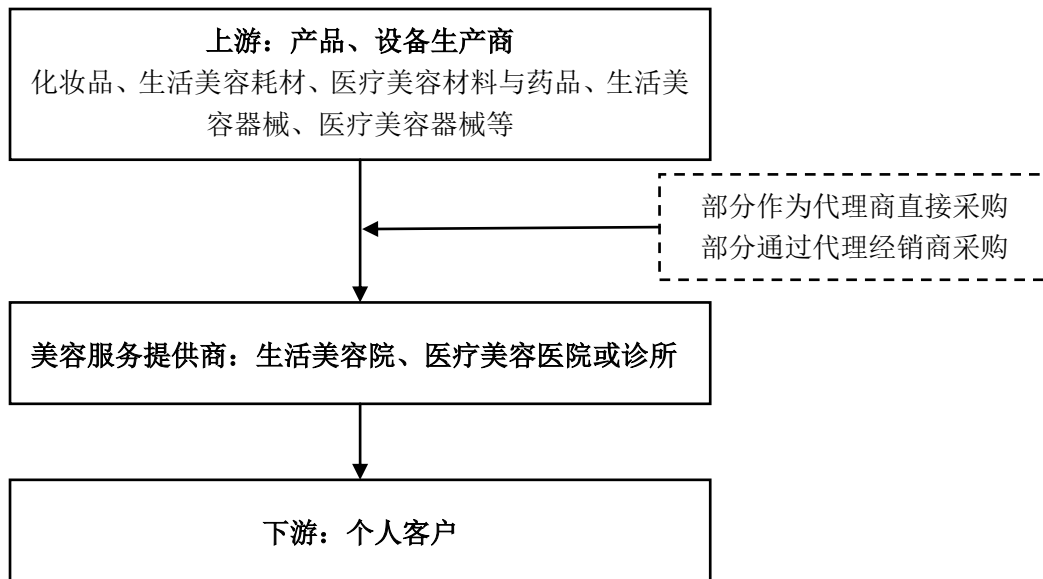 上游：产品、设备生产商
化妆品、生活美容耗材、医疗美容材料与药品、生活美
容器械、医疗美容器械等
部分作为代理商直接采购
部分通过代理经销商采购
美容服务提供商：生活美容院、医疗美容医院或诊所
下游：个人客户